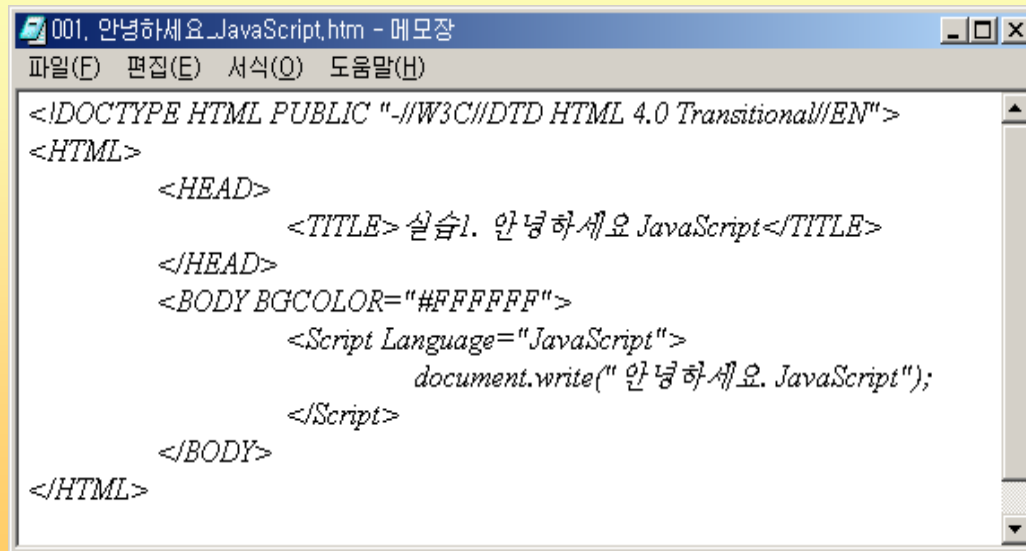 001. 안녕하세요_JavaScript.htm - 메모장
파일(F) 편집(E) 서식(O) 도움말(H)
<!DOCTYPE HTML PUBLIC "-//W3C//DTD HTML 4.0 Transitional//EN">
<HTML>
<HEAD>
<TITLE> 실습1. 안녕하세요 JavaScript</TITLE>
</HEAD>
<BODY BGCOLOR="#FFFFFF">
<Script Language="JavaScript">
document.write(" 안녕하세요. JavaScript");
</Script>
</BODY>
</HTML>